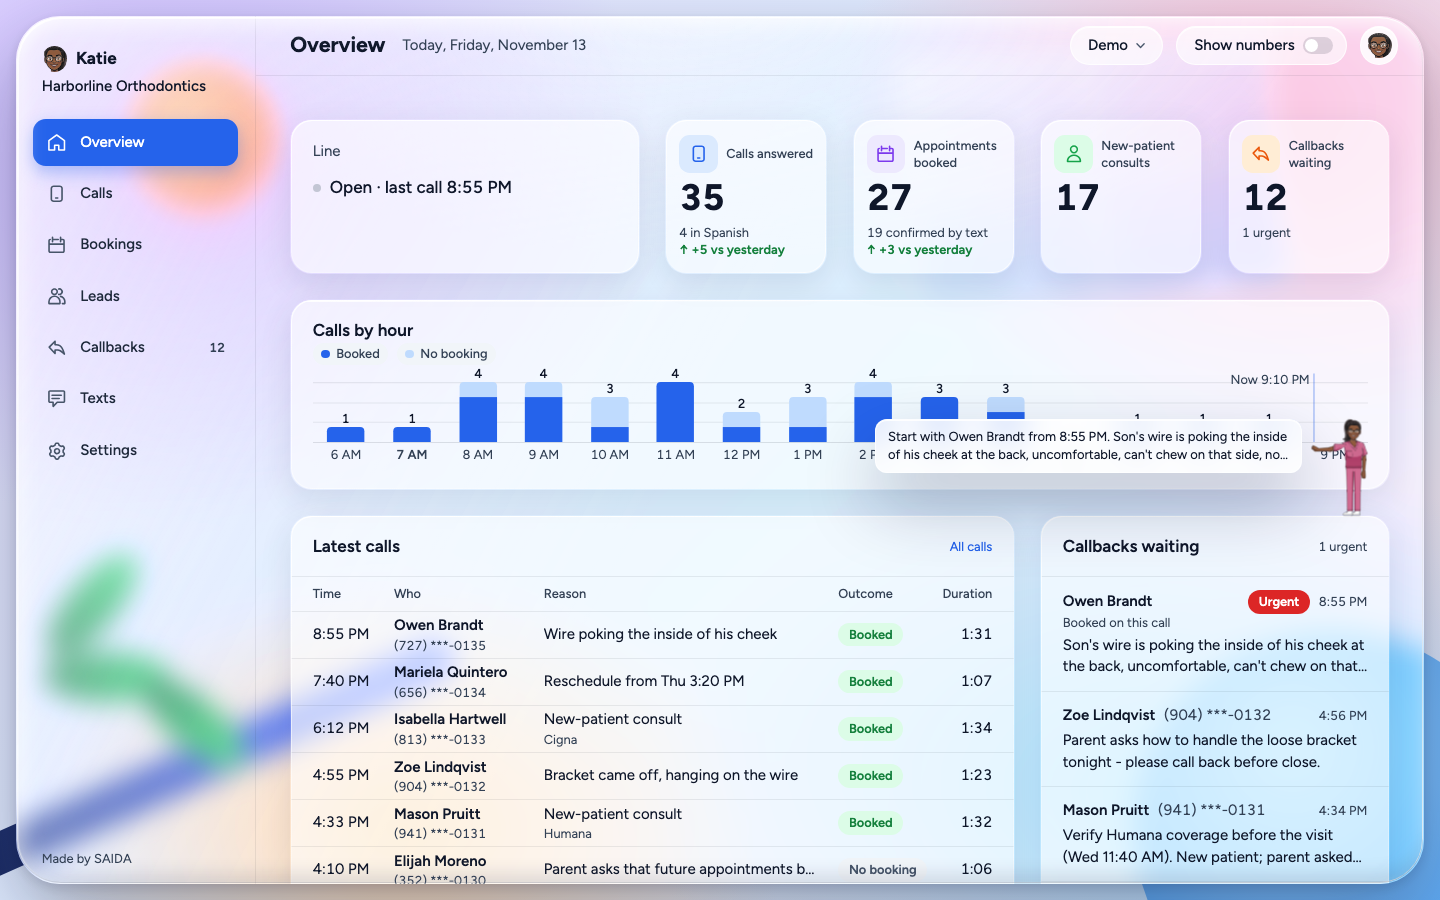 Katie
Harborline Orthodontics
Overview
Calls
Bookings
Leads
Callbacks 12
Texts
Settings
Made by SAIDA
Overview Today, Friday, November 13
Demo
Show numbers
Line
Open · last call 8:55 PM
Calls answered
35
4 in Spanish
↑ +5 vs yesterday
Appointments
booked
27
19 confirmed by text
↑ +3 vs yesterday
New-patient
consults
17
Callbacks
waiting
12
1 urgent
Calls by hour
Booked No booking
Now 9:10 PM
1 1 4 4 3 4 2 3 4 3 3 1 1 1
6 AM 7 AM 8 AM 9 AM 10 AM 11 AM 12 PM 1 PM 2 P 9 PM
Start with Owen Brandt from 8:55 PM. Son's wire is poking the inside
of his cheek at the back, uncomfortable, can't chew on that side, no...
Latest calls All calls
Time Who Reason Outcome Duration
8:55 PM Owen Brandt Wire poking the inside of his cheek Booked 1:31
(727) ***-0135
7:40 PM Mariela Quintero Reschedule from Thu 3:20 PM Booked 1:07
(656) ***-0134
6:12 PM Isabella Hartwell New-patient consult Booked 1:34
(813) ***-0133 Cigna
4:55 PM Zoe Lindqvist Bracket came off, hanging on the wire Booked 1:23
(904) ***-0132
4:33 PM Mason Pruitt New-patient consult Booked 1:32
(941) ***-0131 Humana
4:10 PM Elijah Moreno Parent asks that future appointments b... No booking 1:06
(352) ***-0130
Callbacks waiting 1 urgent
Owen Brandt Urgent 8:55 PM
Booked on this call
Son's wire is poking the inside of his cheek at
the back, uncomfortable, can't chew on that...
Zoe Lindqvist (904) ***-0132 4:56 PM
Parent asks how to handle the loose bracket
tonight - please call back before close.
Mason Pruitt (941) ***-0131 4:34 PM
Verify Humana coverage before the visit
(Wed 11:40 AM). New patient; parent asked...